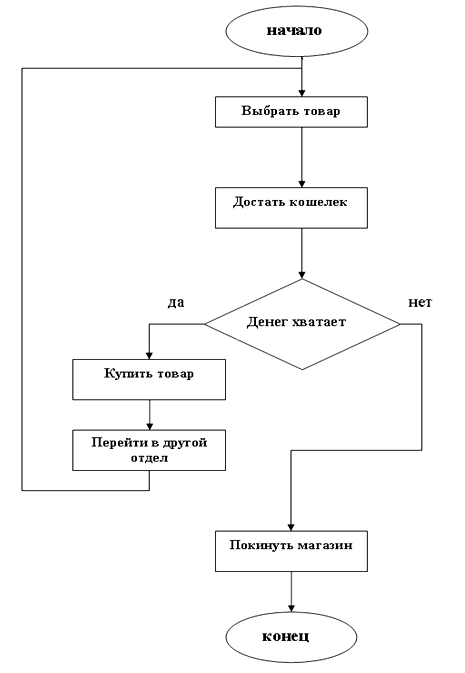 начало
Выбрать товар
Достать кошелек
да
нет
Денег хватает
Купить товар
Перейти в другой
отдел
Покинуть магазин
конец